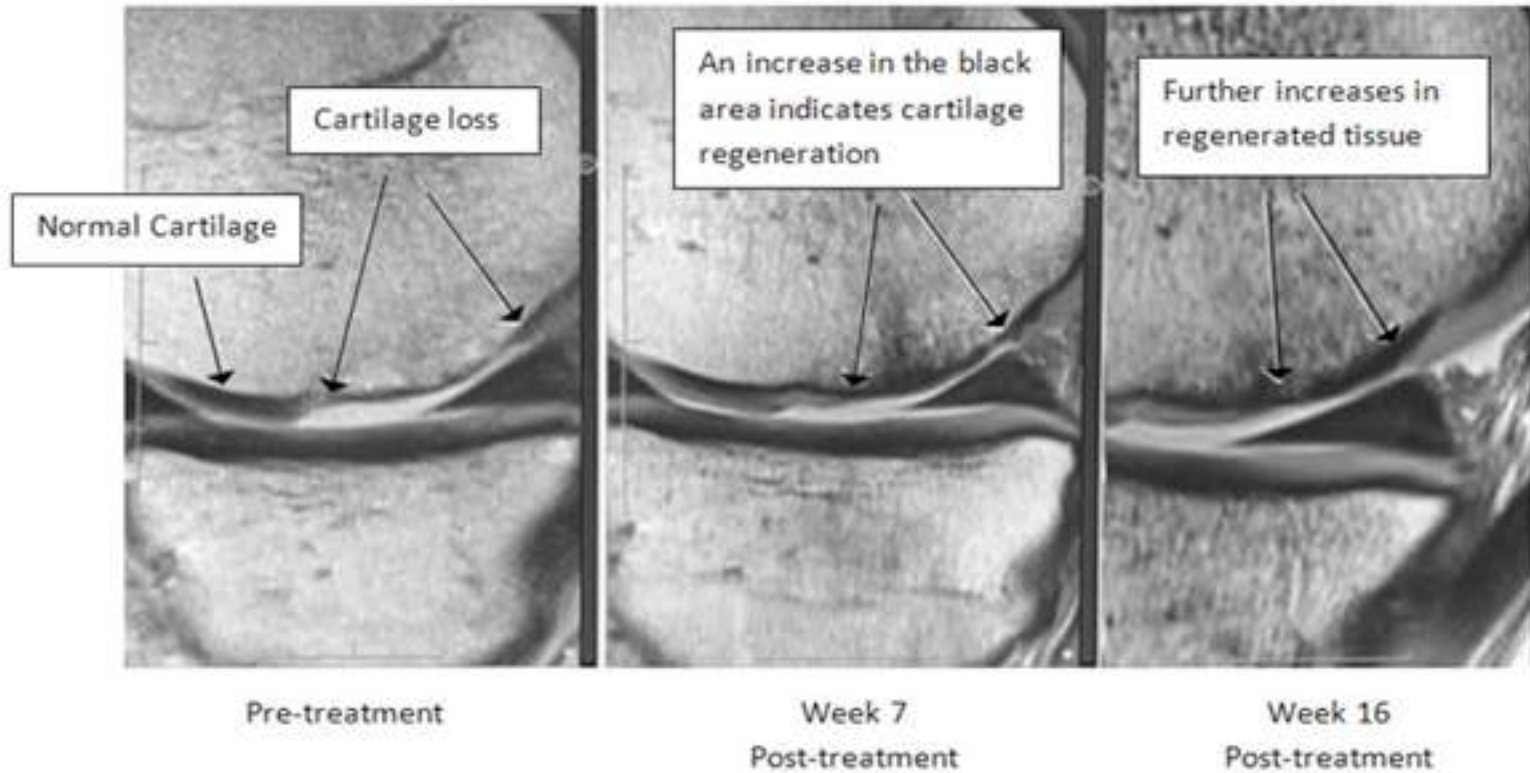 Cartilage loss
Normal Cartilage
An increase in the black
area indicates cartilage
regeneration
Further increases in
regenerated tissue
Pre-treatment
Week 7
Post-treatment
Week 16
Post-treatment